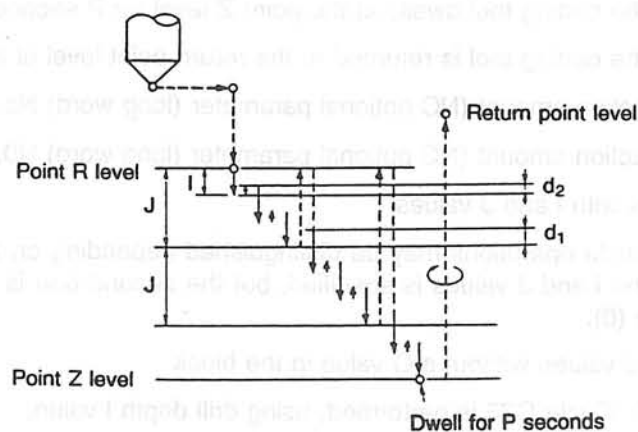 Return point level
Point R level
I
d2
J
d1
J
Point Z level
Dwell for P seconds